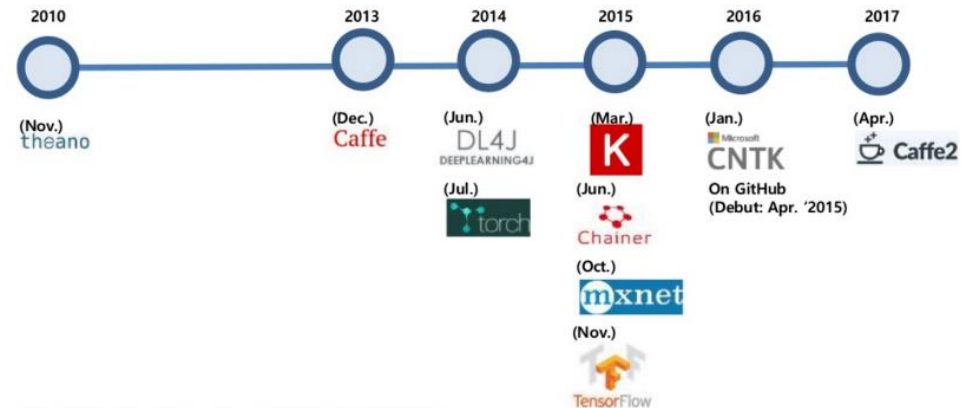 2010
2013
2014
2015
2016
2017
(Nov.)
theano
(Dec.)
Caffe
(Jun.)
DL4J
DEEPLEARNING4J
(Jul.)
torch
(Mar.)
K
(Jun.)
Chainer
(Oct.)
mxnet
(Nov.)
TensorFlow
(Jan.)
Microsoft
CNTK
On GitHub
(Debut: Apr. ‘2015)
(Apr.)
Caffe2